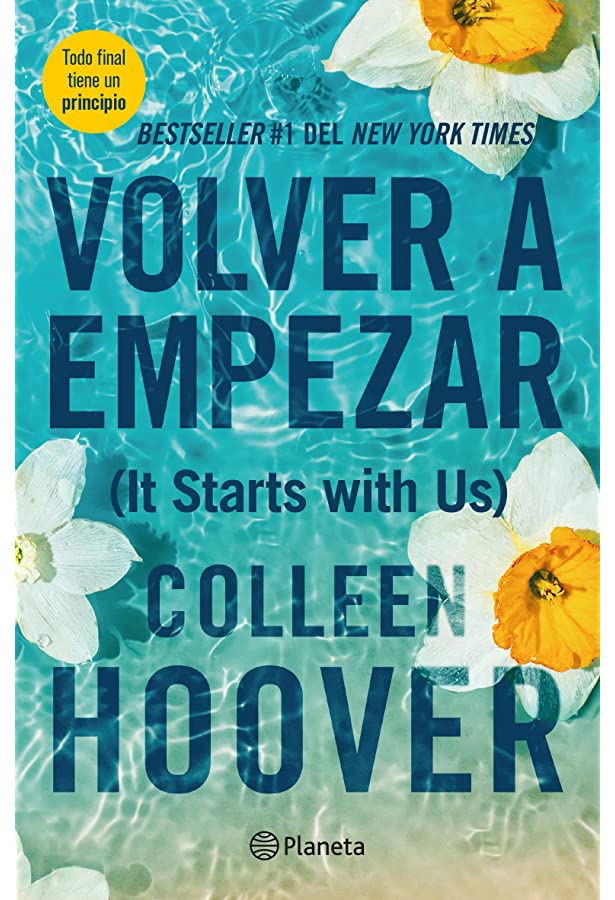 Todo final
tiene un
principio
BESTSELLER #1 DEL NEW YORK TIMES
VOLVER A
EMPEZAR
(It Starts with Us)
COLLEEN
HOOVER
Planeta